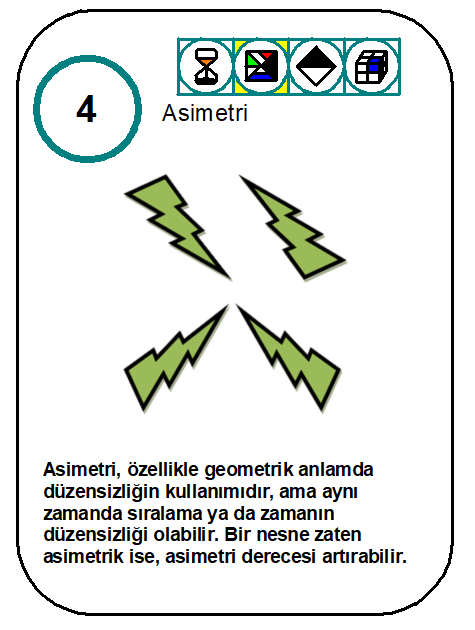 4
Asimetri
Asimetri, özellikle geometrik anlamda
düzensizliğin kullanımıdır, ama aynı
zamanda sıralama ya da zamanın
düzensizliği olabilir. Bir nesne zaten
asimetrik ise, asimetri derecesi artırabilir.